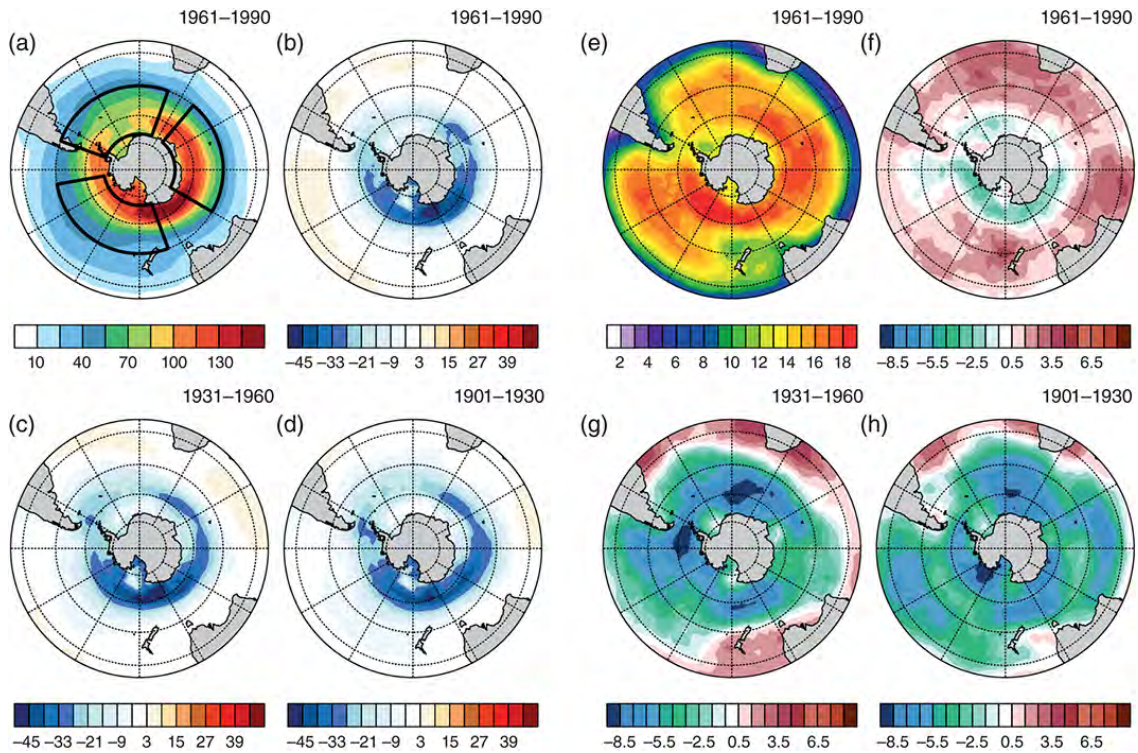 1961–1990 1961–1990 1961–1990 1961–1990
(a) (b) (e) (f)
10 40 70 100 130 −45 −33 −21 −9 3 15 27 39 2 4 6 8 10 12 14 16 18 −8.5 −5.5 −2.5 0.5 3.5 6.5
1931–1960 1901–1930 1931–1960 1901–1930
(c) (d) (g) (h)
−45 −33 −21 −9 3 15 27 39 −45 −33 −21 −9 3 15 27 39 −8.5 −5.5 −2.5 0.5 3.5 6.5 −8.5 −5.5 −2.5 0.5 3.5 6.5